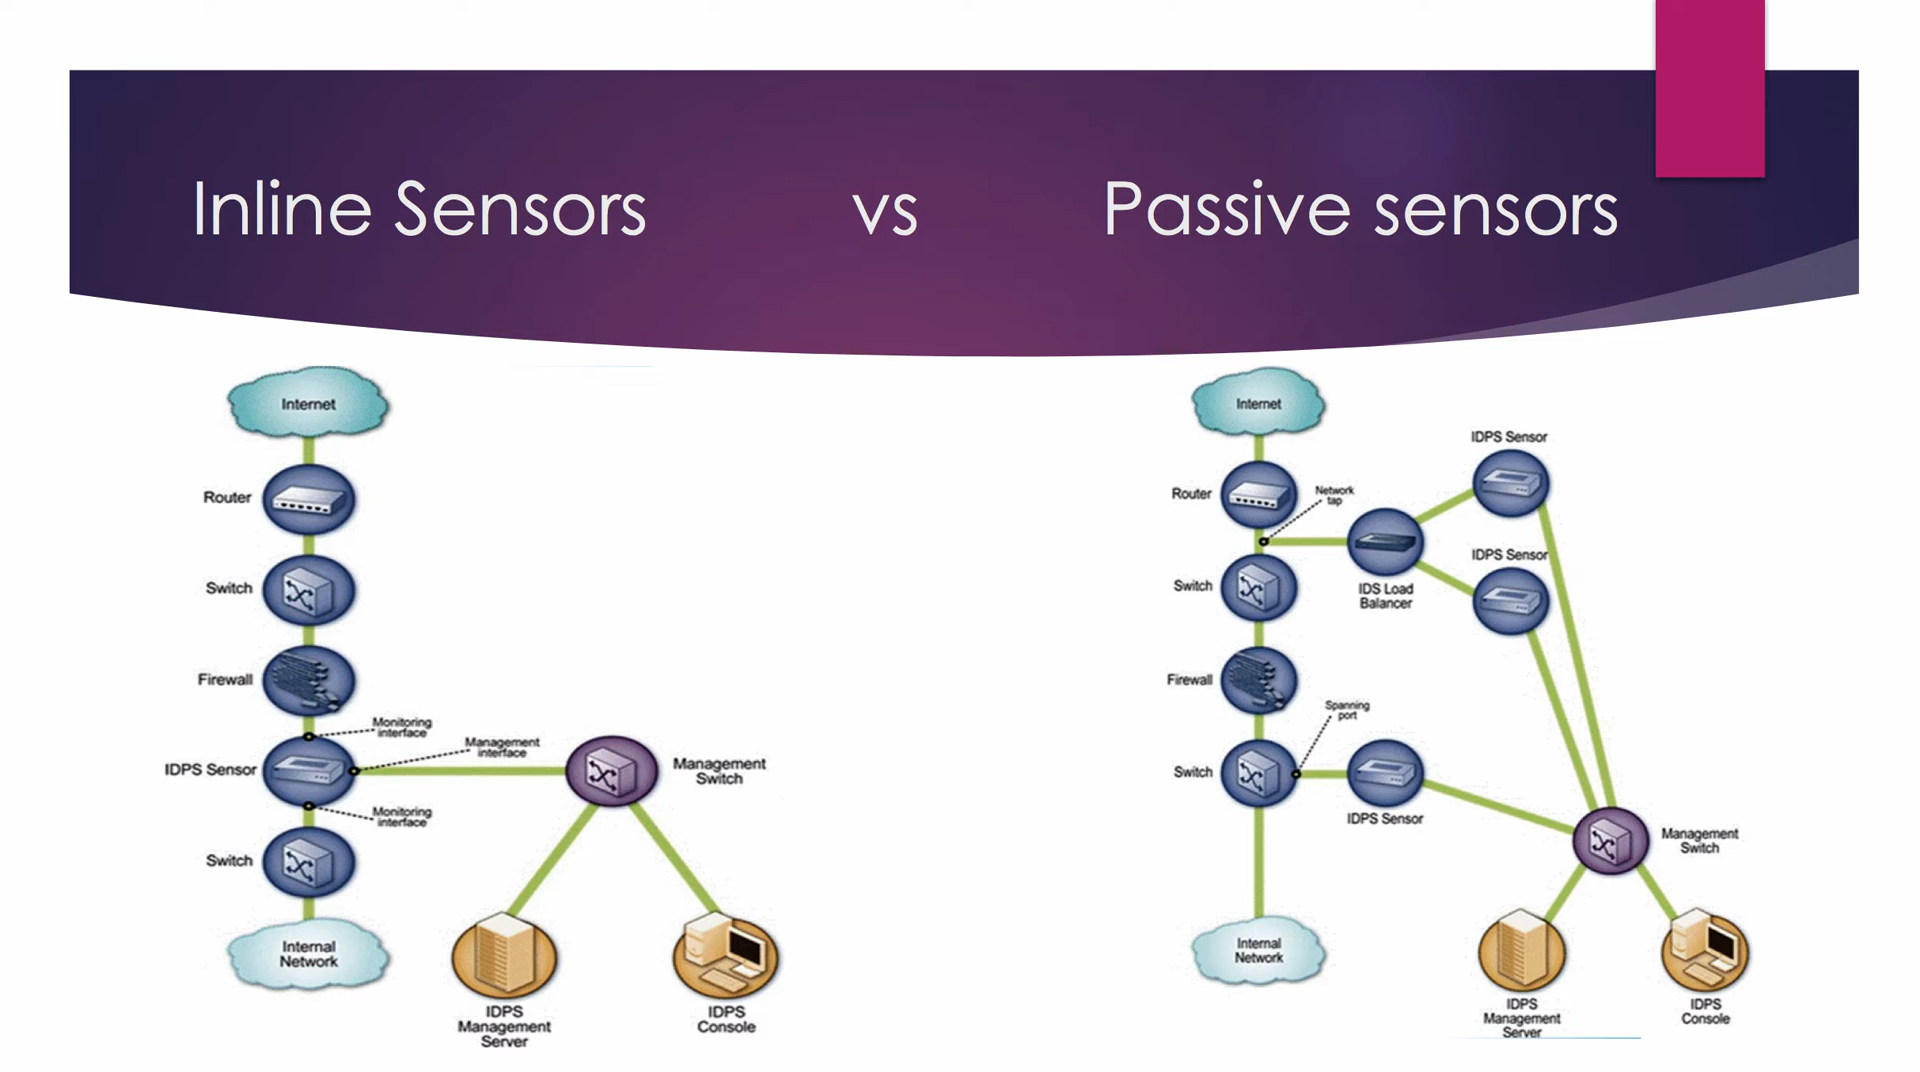 Inline Sensors vs Passive sensors
Internet
Router
Switch
Firewall
Monitoring
interface
Management
interface
IDPS Sensor
Management
Switch
Monitoring
interface
Switch
Internal
Network
IDPS
Management
Server
IDPS
Console
Internet
IDPS Sensor
Router
Network
tap
IDPS Sensor
Switch
IDS Load
Balancer
Firewall
Spanning
port
Switch
IDPS Sensor
Management
Switch
Internal
Network
IDPS
Management
Server
IDPS
Console